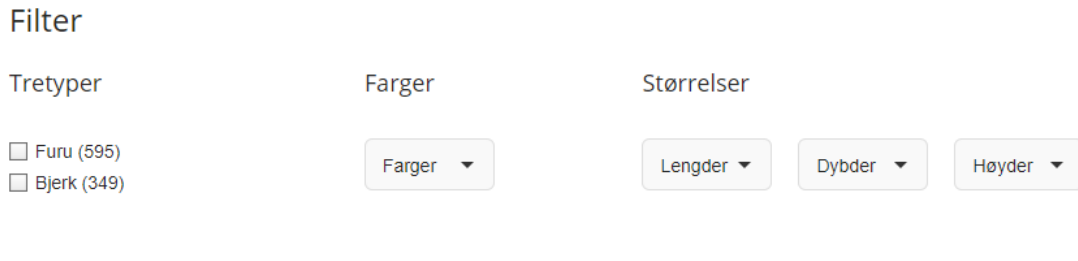 Filter
Tretyper
Farger
Størrelser
Furu (595)
Bjerk (349)
Farger
Lengder
Dybder
Høyder